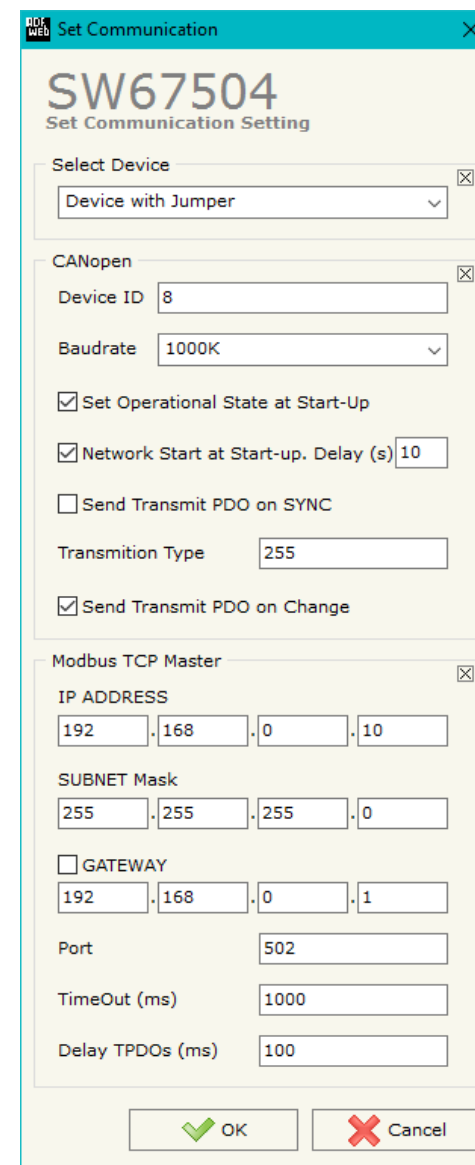 ADF
WEB Set Communication
SW67504
Set Communication Setting
Select Device
Device with Jumper
CANopen
Device ID 8
Baudrate 1000K
Set Operational State at Start-Up
Network Start at Start-up. Delay (s) 10
Send Transmit PDO on SYNC
Transmition Type 255
Send Transmit PDO on Change
Modbus TCP Master
IP ADDRESS
192 . 168 . 0 . 10
SUBNET Mask
255 . 255 . 255 . 0
GATEWAY
192 . 168 . 0 . 1
Port 502
TimeOut (ms) 1000
Delay TPDOs (ms) 100
OK Cancel